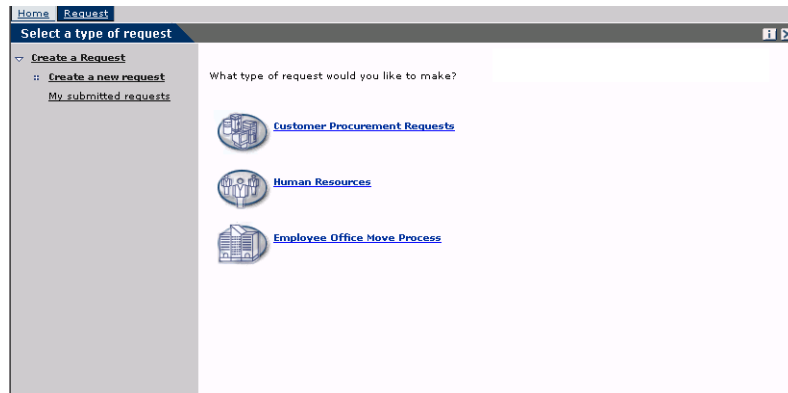 Home Request
Select a type of request
Create a Request
Create a new request
My submitted requests
What type of request would you like to make?
Customer Procurement Requests
Human Resources
Employee Office Move Process